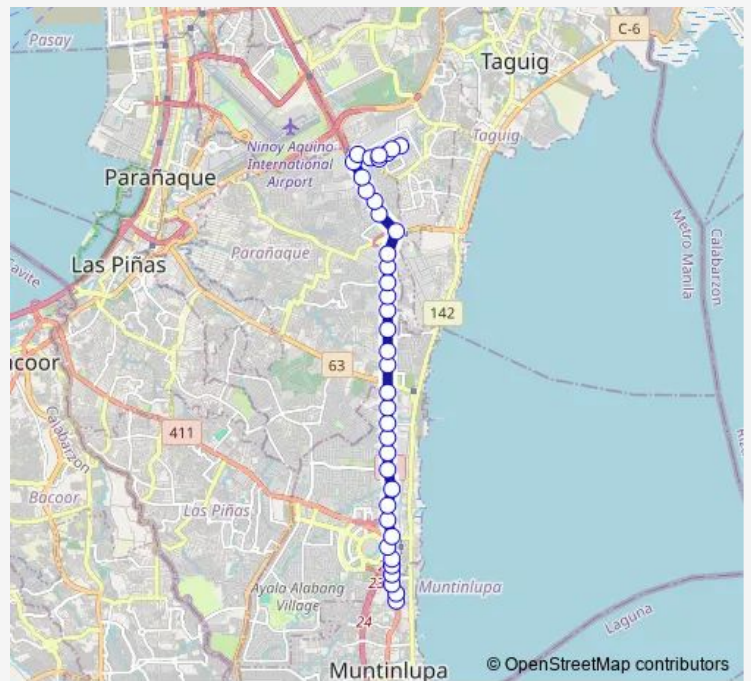 Pasay
C-6
Taguig
Taguig
Ninoy Aquino
International
Airport
Parañaque
Parañaque
Metro Manila
Calabarzon
Las Piñas
Cavite
142
acoor
63
411
Calabarzon
Bacoor
Las Piñas
Ayala Alabang
Village
23
Muntinlupa
24
Laguna
Muntinlupa
© OpenStreetMap contributors